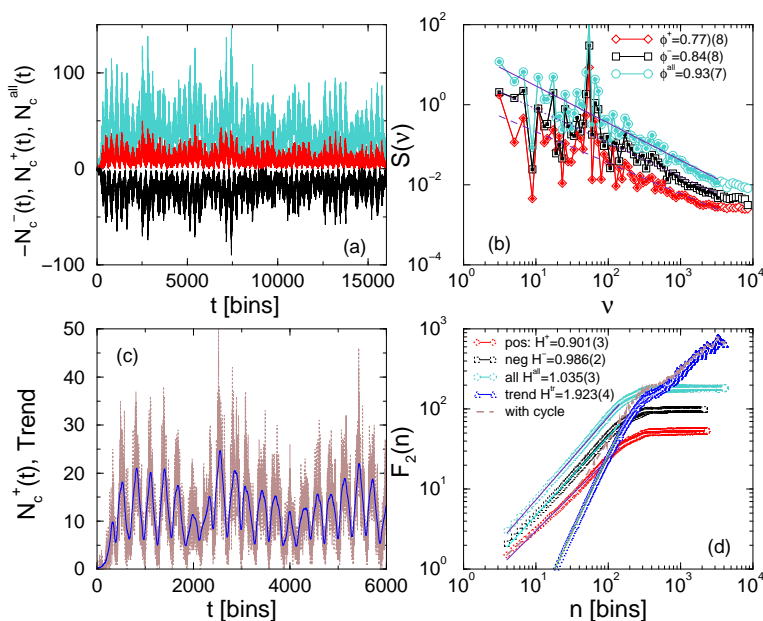 −N_c^−(t), N_c^+(t), N_c^all(t)
100
0
−100
0
5000
10000
15000
t [bins]
(a)
S(ν)
10^2
10^0
10^−2
10^−4
10^0
10^1
10^2
10^3
10^4
ν
(b)
ϕ^+=0.77(8)
ϕ^−=0.84(8)
ϕ^all=0.93(7)
N_c^+(t), Trend
50
40
30
20
10
0
0
2000
4000
6000
t [bins]
(c)
F_2(n)
10^3
10^2
10^1
10^0
10^0
10^1
10^2
10^3
10^4
n [bins]
(d)
pos: H^+=0.901(3)
neg H^−=0.986(2)
all H^all=1.035(3)
trend H^tr=1.923(4)
with cycle